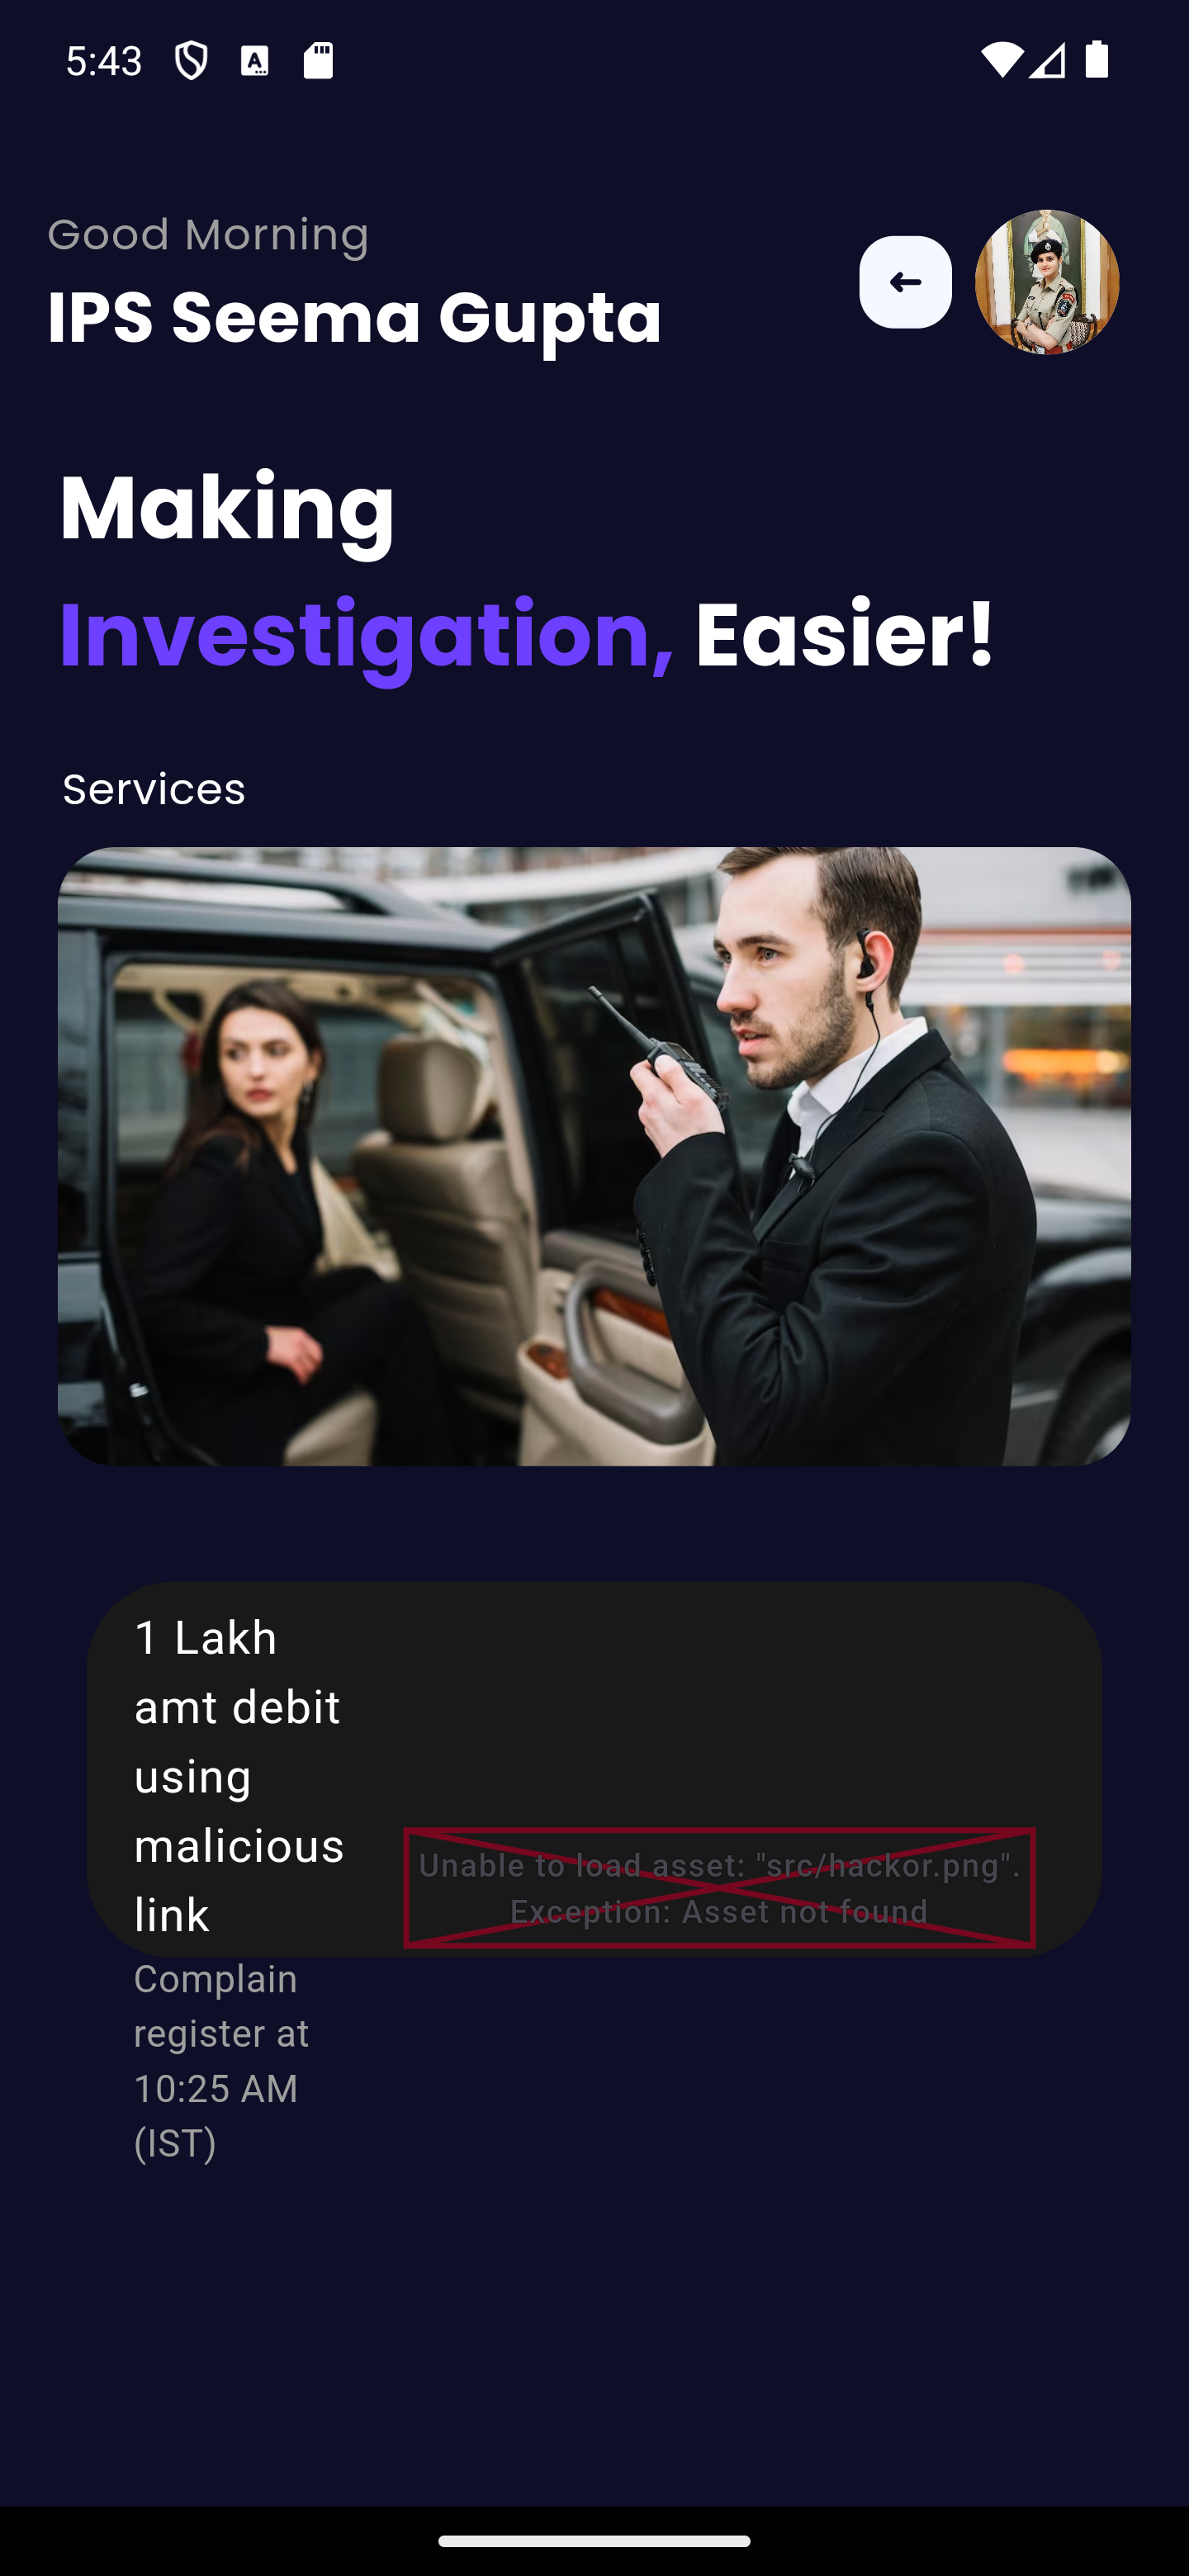 5:43
Good Morning
IPS Seema Gupta
Making
Investigation, Easier!
Services
1 Lakh
amt debit
using
malicious
link
Unable to load asset: "src/hackor.png".
Exception: Asset not found
Complain
register at
10:25 AM
(IST)